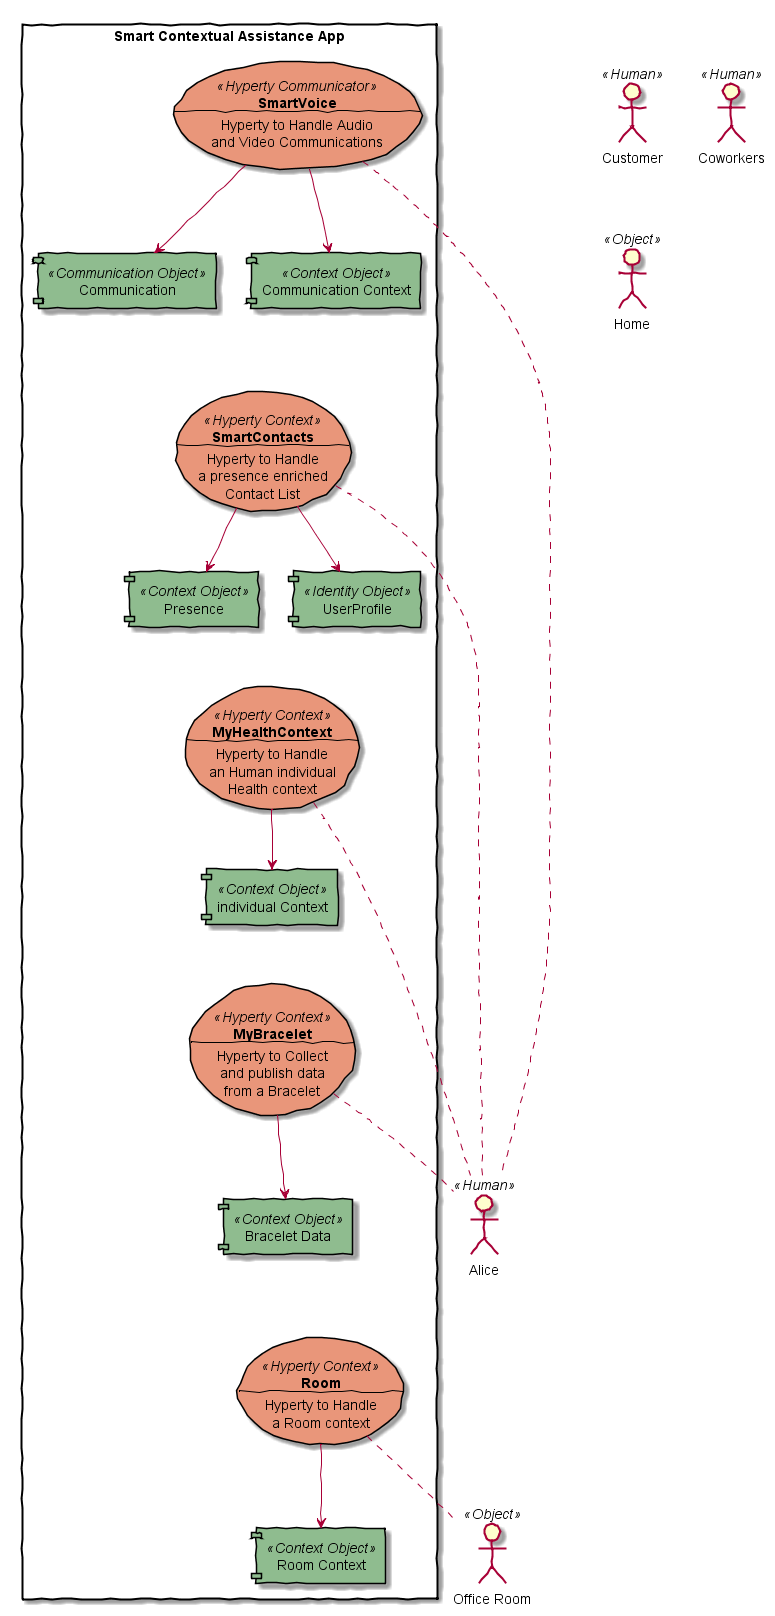 Smart Contextual Assistance App
«Hyperty Communicator»
SmartVoice
Hyperty to Handle Audio
and Video Communications
«Human»
Customer
«Human»
Coworkers
«Communication Object»
Communication
«Context Object»
Communication Context
«Object»
Home
«Hyperty Context»
SmartContacts
Hyperty to Handle
a presence enriched
Contact List
«Context Object»
Presence
«Identity Object»
UserProfile
«Hyperty Context»
MyHealthContext
Hyperty to Handle
an Human individual
Health context
«Context Object»
individual Context
«Hyperty Context»
MyBracelet
Hyperty to Collect
and publish data
from a Bracelet
«Human»
Alice
«Context Object»
Bracelet Data
«Hyperty Context»
Room
Hyperty to Handle
a Room context
«Object»
Office Room
«Context Object»
Room Context